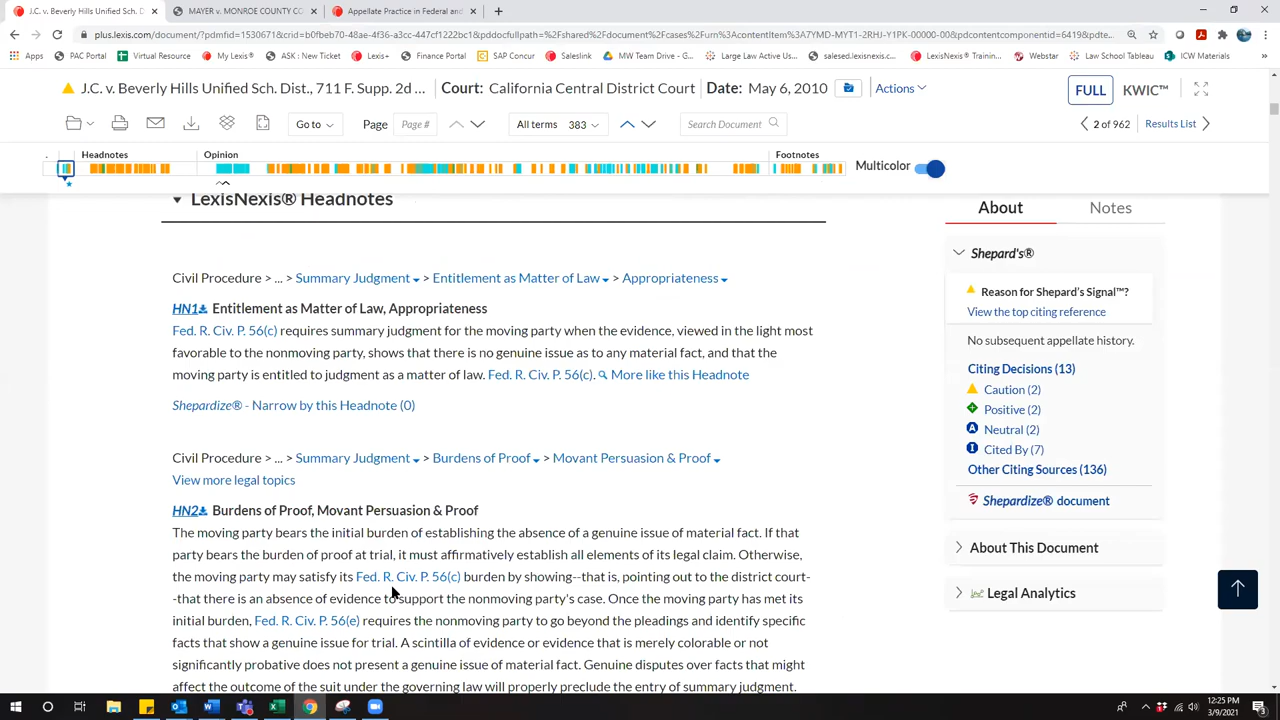 J.C. v. Beverly Hills Unified Sch. D
MAYER v. MONROE COUNTY CO
Appellate Practice in Federal and
plus.lexis.com/document/?pdmfid=1530671&crid=b0fbeb70-48ae-4f36-a3cc-447cf1222bc1&pddocfullpath=%2Fshared%2Fdocument%2Fcases%2Furn%3AcontentItem%3A7YMD-MYT1-2RHJ-Y1PK-00000-00&pdcontentcomponentid=6419&pdte...
Apps PAC Portal Virtual Resource My Lexis® ASK : New Ticket Lexis+ Finance Portal SAP Concur Saleslink MW Team Drive - G... Large Law Active Us... salesed.lexisnexis.c... LexisNexis® Trainin... Webstar Law School Tableau ICW Materials
J.C. v. Beverly Hills Unified Sch. Dist., 711 F. Supp. 2d ... Court: California Central District Court Date: May 6, 2010 Actions FULL KWIC™
Go to Page Page # All terms 383 Search Document 2 of 962 Results List
Headnotes Opinion Footnotes
Multicolor
LexisNexis® Headnotes
Civil Procedure > ... > Summary Judgment > Entitlement as Matter of Law > Appropriateness
HN1 Entitlement as Matter of Law, Appropriateness
Fed. R. Civ. P. 56(c) requires summary judgment for the moving party when the evidence, viewed in the light most
favorable to the nonmoving party, shows that there is no genuine issue as to any material fact, and that the
moving party is entitled to judgment as a matter of law. Fed. R. Civ. P. 56(c). More like this Headnote
Shepardize® - Narrow by this Headnote (0)
Civil Procedure > ... > Summary Judgment > Burdens of Proof > Movant Persuasion & Proof
View more legal topics
HN2 Burdens of Proof, Movant Persuasion & Proof
The moving party bears the initial burden of establishing the absence of a genuine issue of material fact. If that
party bears the burden of proof at trial, it must affirmatively establish all elements of its legal claim. Otherwise,
the moving party may satisfy its Fed. R. Civ. P. 56(c) burden by showing--that is, pointing out to the district court-
-that there is an absence of evidence to support the nonmoving party's case. Once the moving party has met its
initial burden, Fed. R. Civ. P. 56(e) requires the nonmoving party to go beyond the pleadings and identify specific
facts that show a genuine issue for trial. A scintilla of evidence or evidence that is merely colorable or not
significantly probative does not present a genuine issue of material fact. Genuine disputes over facts that might
affect the outcome of the suit under the governing law will properly preclude the entry of summary judgment.
About Notes
Shepard's®
Reason for Shepard's Signal™?
View the top citing reference
No subsequent appellate history.
Citing Decisions (13)
Caution (2)
Positive (2)
A Neutral (2)
I Cited By (7)
Other Citing Sources (136)
Shepardize® document
About This Document
Legal Analytics
12:25 PM
3/9/2021